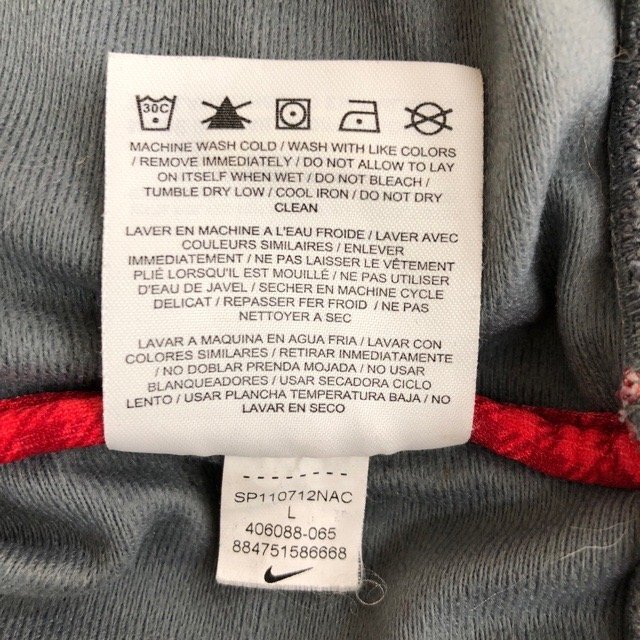 30C
MACHINE WASH COLD / WASH WITH LIKE COLORS
/ REMOVE IMMEDIATELY / DO NOT ALLOW TO LAY
ON ITSELF WHEN WET / DO NOT BLEACH /
TUMBLE DRY LOW / COOL IRON / DO NOT DRY
CLEAN
LAVER EN MACHINE A L'EAU FROIDE / LAVER AVEC
COULEURS SIMILAIRES / ENLEVER
IMMÉDIATEMENT / NE PAS LAISSER LE VÊTEMENT
PLIÉ LORSQU'IL EST MOUILLÉ / NE PAS UTILISER
D'EAU DE JAVEL / SECHER EN MACHINE CYCLE
DELICAT / REPASSER FER FROID / NE PAS
NETTOYER A SEC
LAVAR A MAQUINA EN AGUA FRIA / LAVAR CON
COLORES SIMILARES / RETIRAR INMEDIATAMENTE
/ NO DOBLAR PRENDA MOJADA / NO USAR
BLANQUEADORES / USAR SECADORA CICLO
LENTO / USAR PLANCHA TEMPERATURA BAJA / NO
LAVAR EN SECO
SP110712NAC
L
406088-065
884751586668